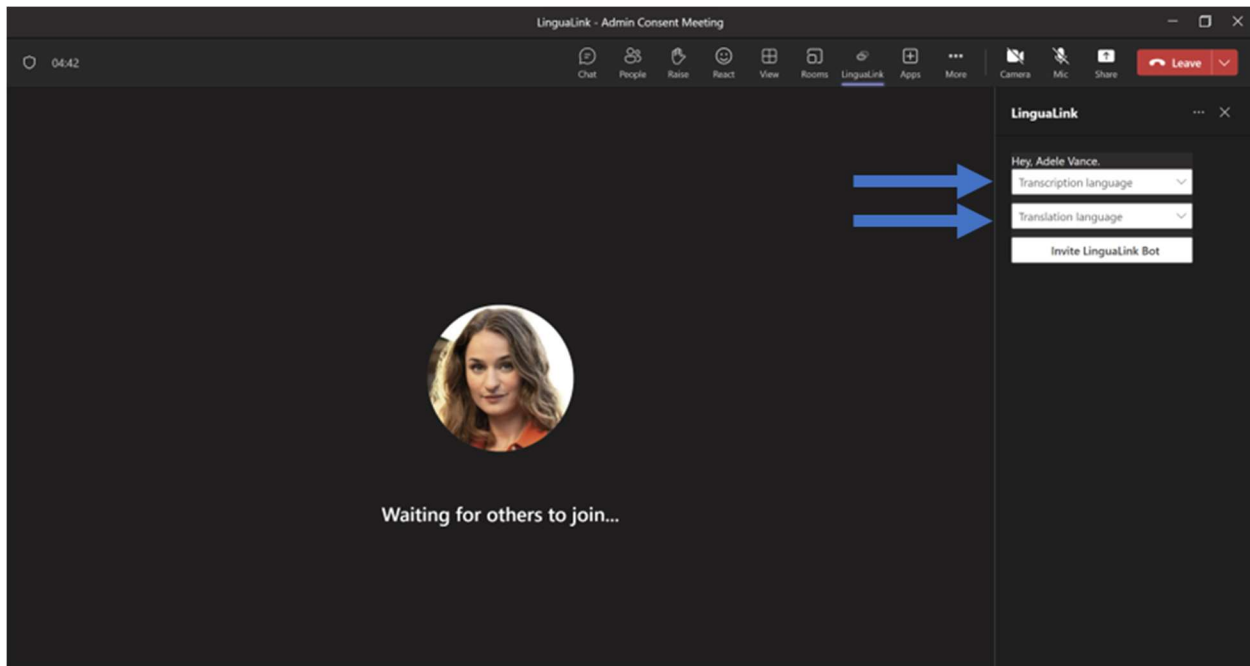 LinguaLink - Admin Consent Meeting
04:42
Chat People Raise React View Rooms LinguaLink Apps More Camera Mic Share Leave
LinguaLink
Hey, Adele Vance.
Transcription language
Translation language
Invite LinguaLink Bot
Waiting for others to join...